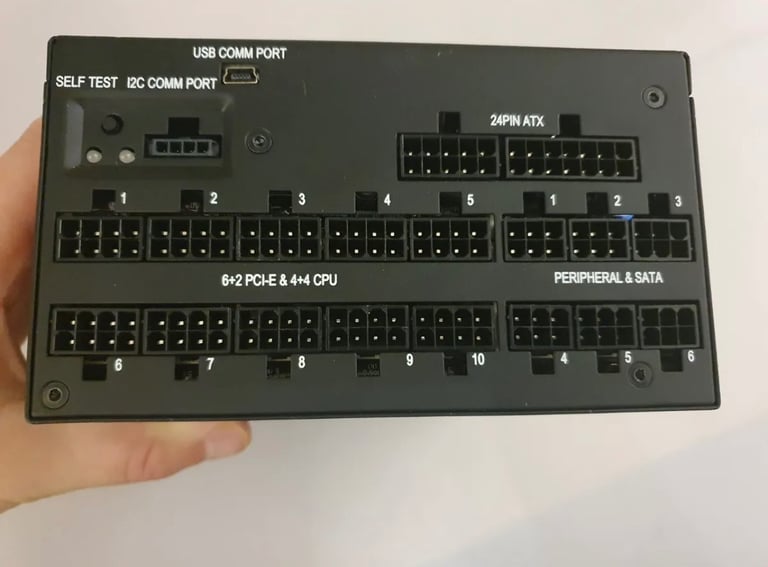 USB COMM PORT
SELF TEST I2C COMM PORT
24PIN ATX
1 2 3 4 5 1 2 3
6+2 PCI-E & 4+4 CPU PERIPHERAL & SATA
6 7 8 9 10 4 5 6